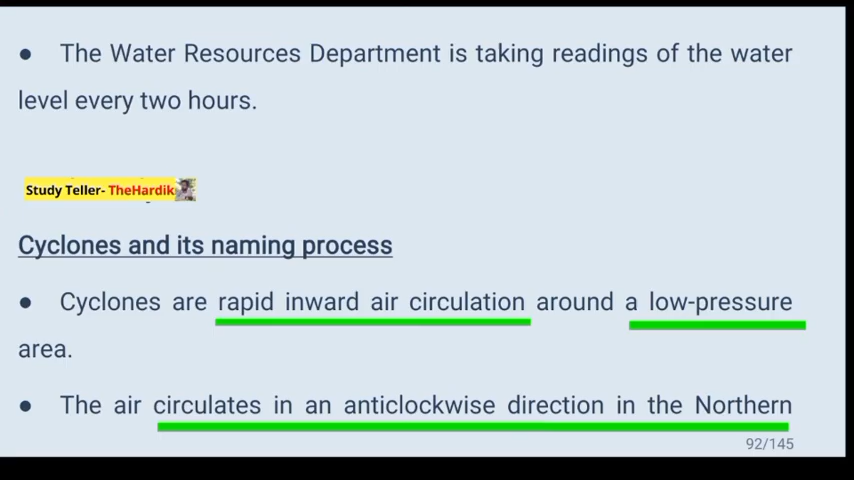 ● The Water Resources Department is taking readings of the water
level every two hours.
Study Teller- TheHardik
Cyclones and its naming process
● Cyclones are rapid inward air circulation around a low-pressure
area.
● The air circulates in an anticlockwise direction in the Northern
92/145